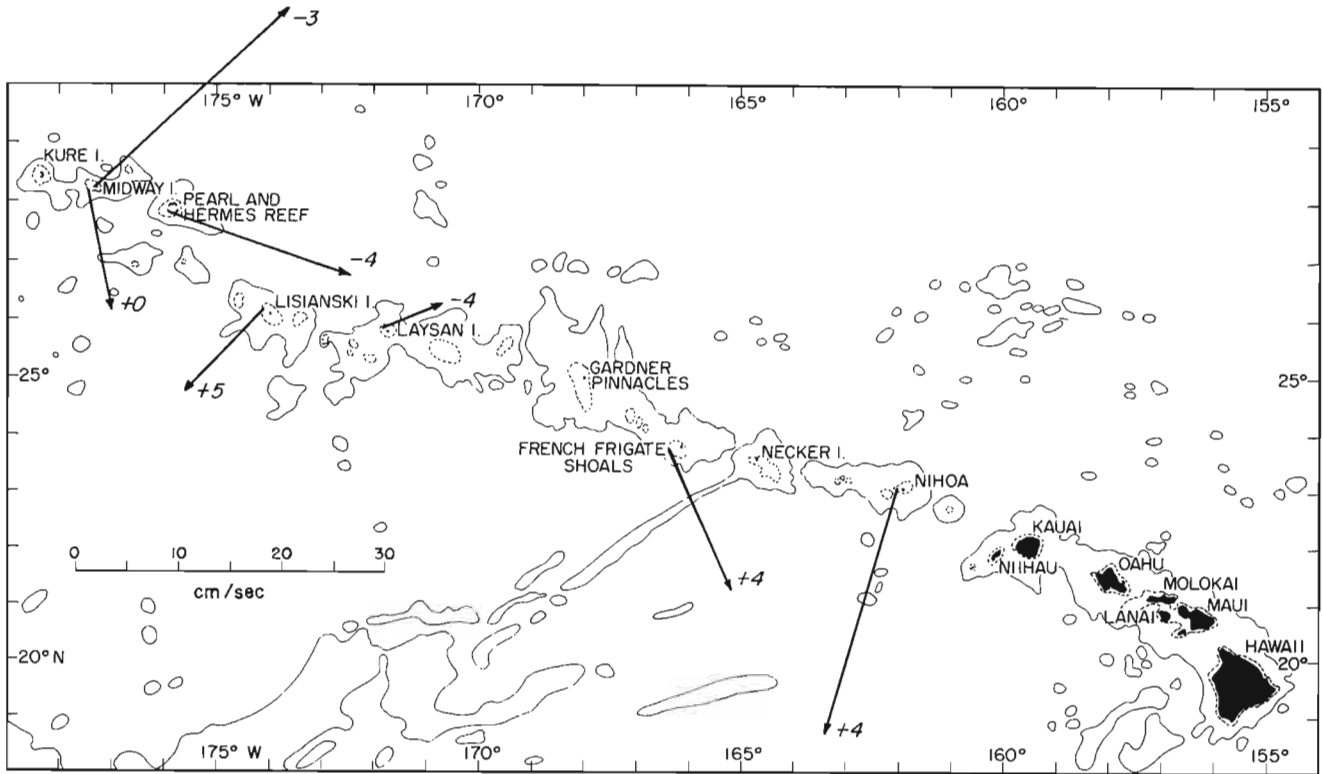 -3
175° W
170°
165°
160°
155°
KURE I.
MIDWAY I.
PEARL AND
HERMES REEF
-4
+0
LISIANSKI I.
-4
LAYSAN I.
+5
25°
25°
GARDNER
PINNACLES
FRENCH FRIGATE
SHOALS
NECKER I.
NIHOA
KAUAI
NIIHAU
OAHU
MOLOKAI
LANAI
MAUI
HAWAII
0 10 20 30
cm/sec
+4
+4
20° N
20°
175° W
170°
165°
160°
155°